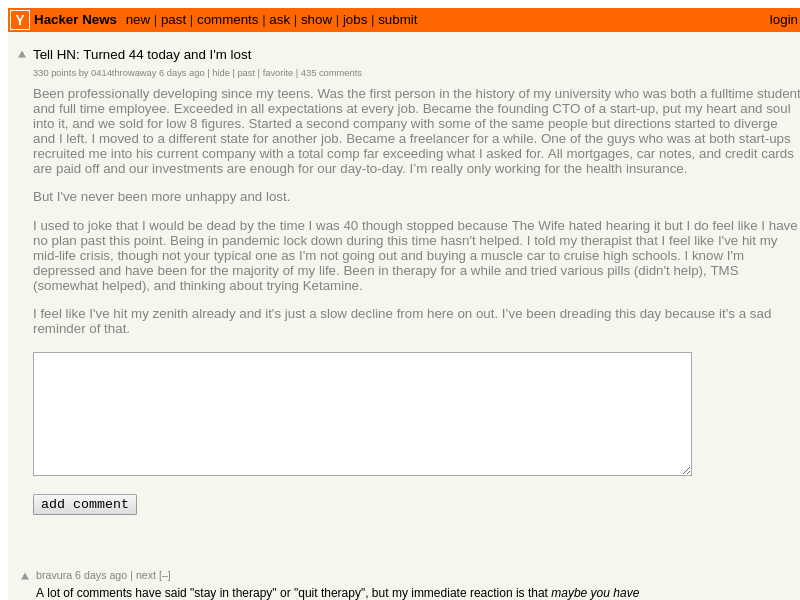 Y Hacker News new | past | comments | ask | show | jobs | submit login
Tell HN: Turned 44 today and I'm lost
330 points by 0414throwaway 6 days ago | hide | past | favorite | 435 comments
Been professionally developing since my teens. Was the first person in the history of my university who was both a fulltime student
and full time employee. Exceeded in all expectations at every job. Became the founding CTO of a start-up, put my heart and soul
into it, and we sold for low 8 figures. Started a second company with some of the same people but directions started to diverge
and I left. I moved to a different state for another job. Became a freelancer for a while. One of the guys who was at both start-ups
recruited me into his current company with a total comp far exceeding what I asked for. All mortgages, car notes, and credit cards
are paid off and our investments are enough for our day-to-day. I’m really only working for the health insurance.
But I've never been more unhappy and lost.
I used to joke that I would be dead by the time I was 40 though stopped because The Wife hated hearing it but I do feel like I have
no plan past this point. Being in pandemic lock down during this time hasn't helped. I told my therapist that I feel like I've hit my
mid-life crisis, though not your typical one as I'm not going out and buying a muscle car to cruise high schools. I know I'm
depressed and have been for the majority of my life. Been in therapy for a while and tried various pills (didn't help), TMS
(somewhat helped), and thinking about trying Ketamine.
I feel like I've hit my zenith already and it's just a slow decline from here on out. I’ve been dreading this day because it’s a sad
reminder of that.
add comment
bravura 6 days ago | next [–]
A lot of comments have said "stay in therapy" or "quit therapy", but my immediate reaction is that maybe you have